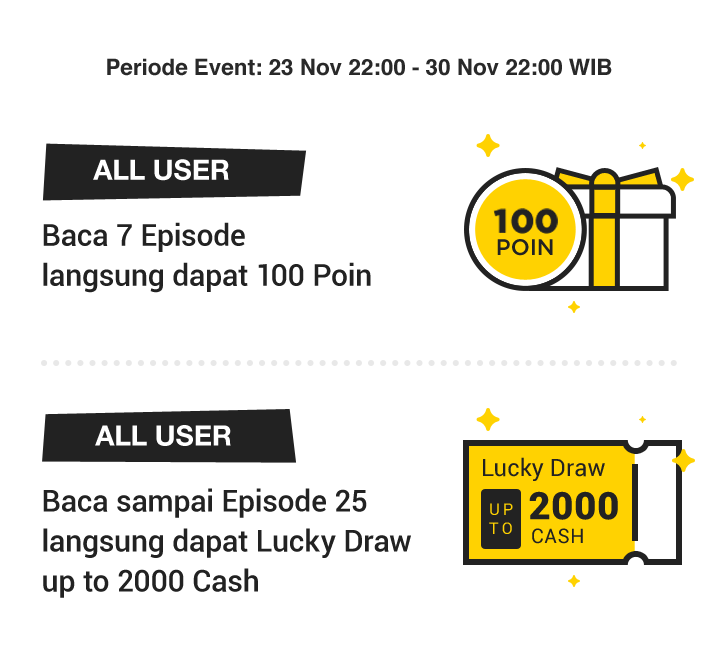 Periode Event: 23 Nov 22:00 - 30 Nov 22:00 WIB
ALL USER
Baca 7 Episode
langsung dapat 100 Poin
100
POIN
ALL USER
Baca sampai Episode 25
langsung dapat Lucky Draw
up to 2000 Cash
Lucky Draw
UP
TO
2000
CASH